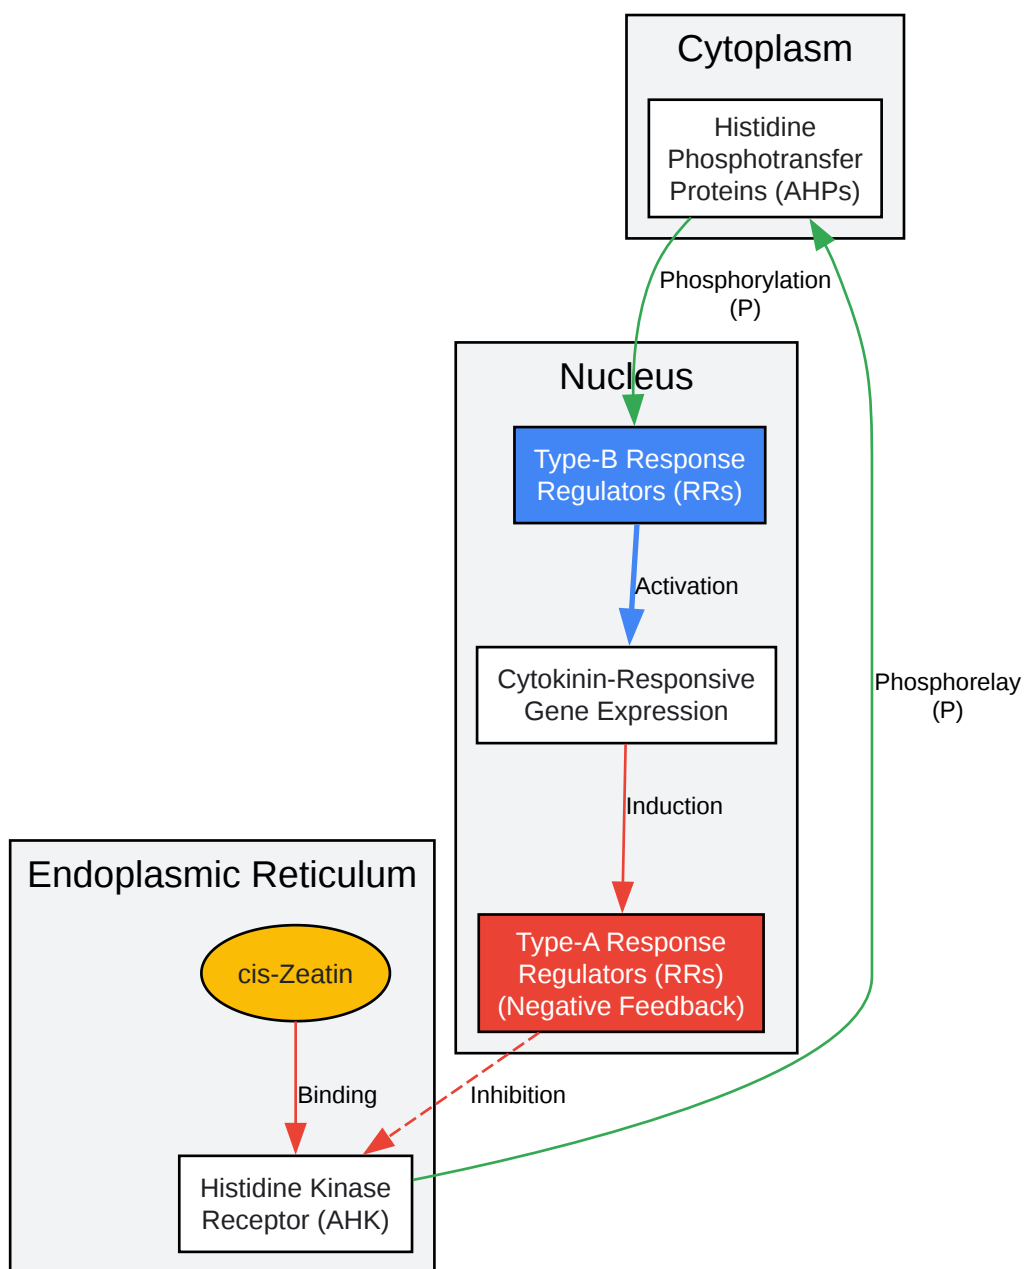 Cytoplasm
Histidine
Phosphotransfer
Proteins (AHPs)
Phosphorylation
(P)
Nucleus
Type-B Response
Regulators (RRs)
Activation
Cytokinin-Responsive
Gene Expression
Phosphorelay
(P)
Induction
Endoplasmic Reticulum
Type-A Response
Regulators (RRs)
(Negative Feedback)
cis-Zeatin
Binding
Inhibition
Histidine Kinase
Receptor (AHK)